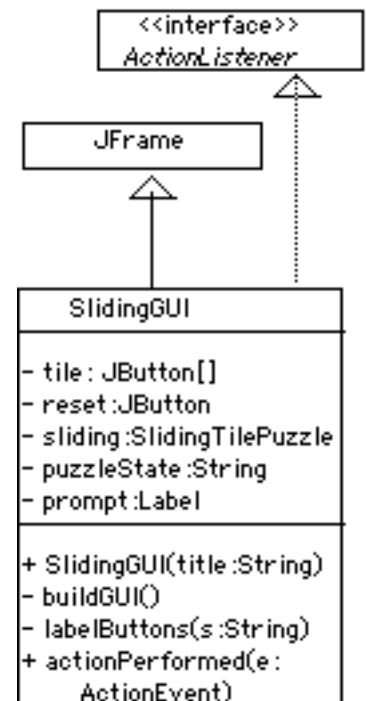 <<interface>>
ActionListener
JFrame
SlidingGUI
- tile: JButton[]
- reset:JButton
- sliding:SlidingTilePuzzle
- puzzleState:String
- prompt:Label
+ SlidingGUI(title:String)
- buildGUI()
- labelButtons(s:String)
+ actionPerformed(e:
ActionEvent)